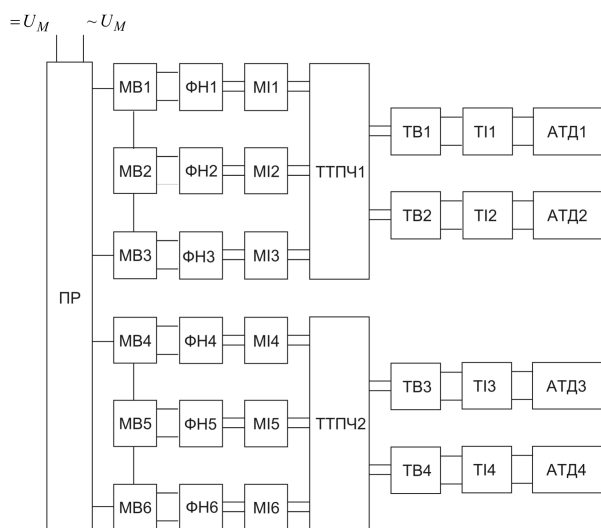 =U_M ~U_M
МВ1 ФН1 МІ1
ТВ1 ТІ1 АТД1
МВ2 ФН2 МІ2 ТТПЧ1
ТВ2 ТІ2 АТД2
МВ3 ФН3 МІ3
ПР
МВ4 ФН4 МІ4
ТВ3 ТІ3 АТД3
МВ5 ФН5 МІ5 ТТПЧ2
ТВ4 ТІ4 АТД4
МВ6 ФН6 МІ6